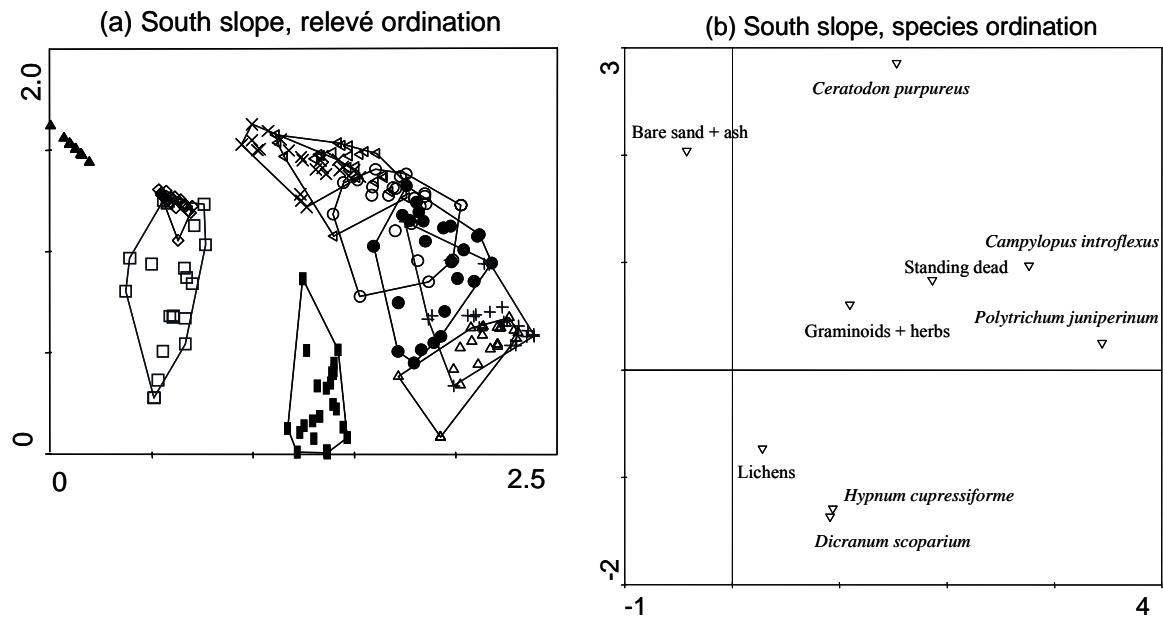 (a) South slope, relevé ordination
2.0
0
0
2.5
(b) South slope, species ordination
3
Ceratodon purpureus
Bare sand + ash
Campylopus introflexus
Standing dead
Polytrichum juniperinum
Graminoids + herbs
Lichens
Hypnum cupressiforme
Dicranum scoparium
-2
-1
4